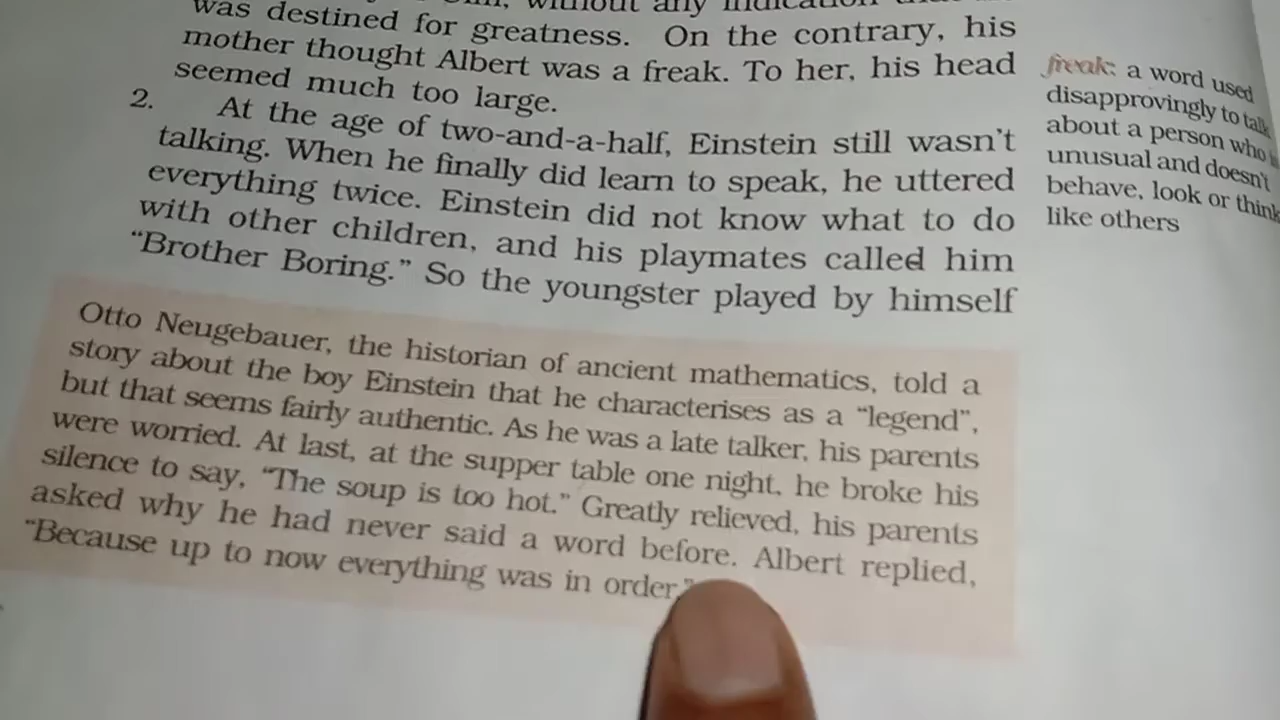 without any indication
was destined for greatness. On the contrary, his
mother thought Albert was a freak. To her, his head
seemed much too large.
2. At the age of two-and-a-half, Einstein still wasn't
talking. When he finally did learn to speak, he uttered
everything twice. Einstein did not know what to do
with other children, and his playmates called him
“Brother Boring.” So the youngster played by himself
Otto Neugebauer, the historian of ancient mathematics, told a
story about the boy Einstein that he characterises as a “legend”,
but that seems fairly authentic. As he was a late talker, his parents
were worried. At last, at the supper table one night, he broke his
silence to say, “The soup is too hot.” Greatly relieved, his parents
asked why he had never said a word before. Albert replied,
“Because up to now everything was in order.”
freak: a word used
disapprovingly to talk
about a person who
unusual and doesn't
behave, look or think
like others